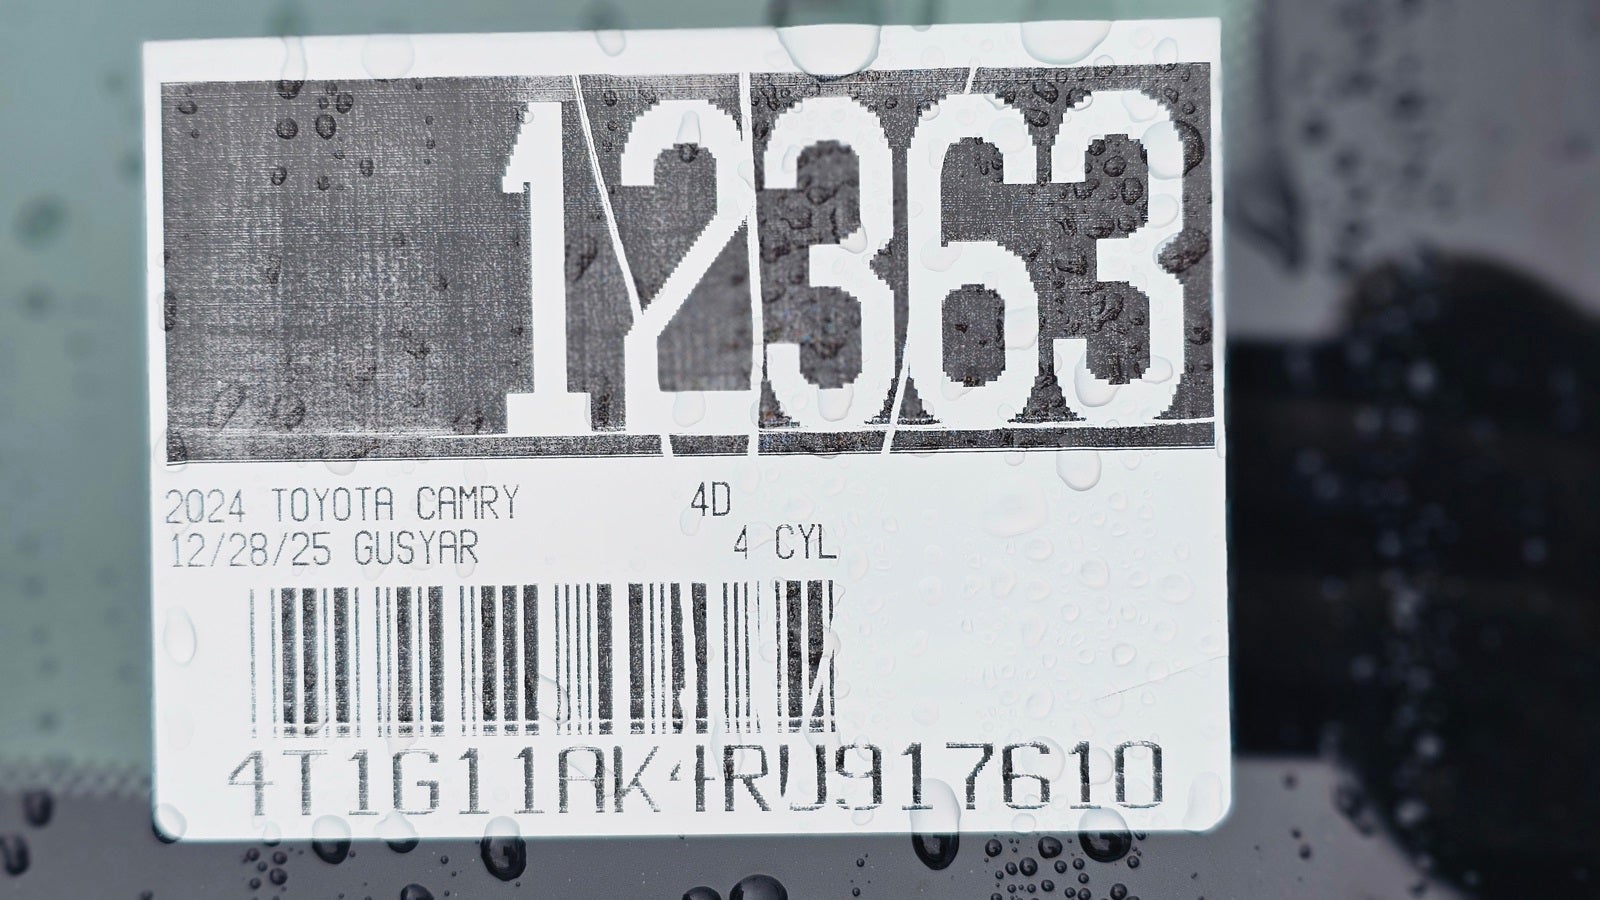 12363
2024 TOYOTA CAMRY 4D
12/28/25 GUSYAR 4 CYL
4T1G11AK4RU917610